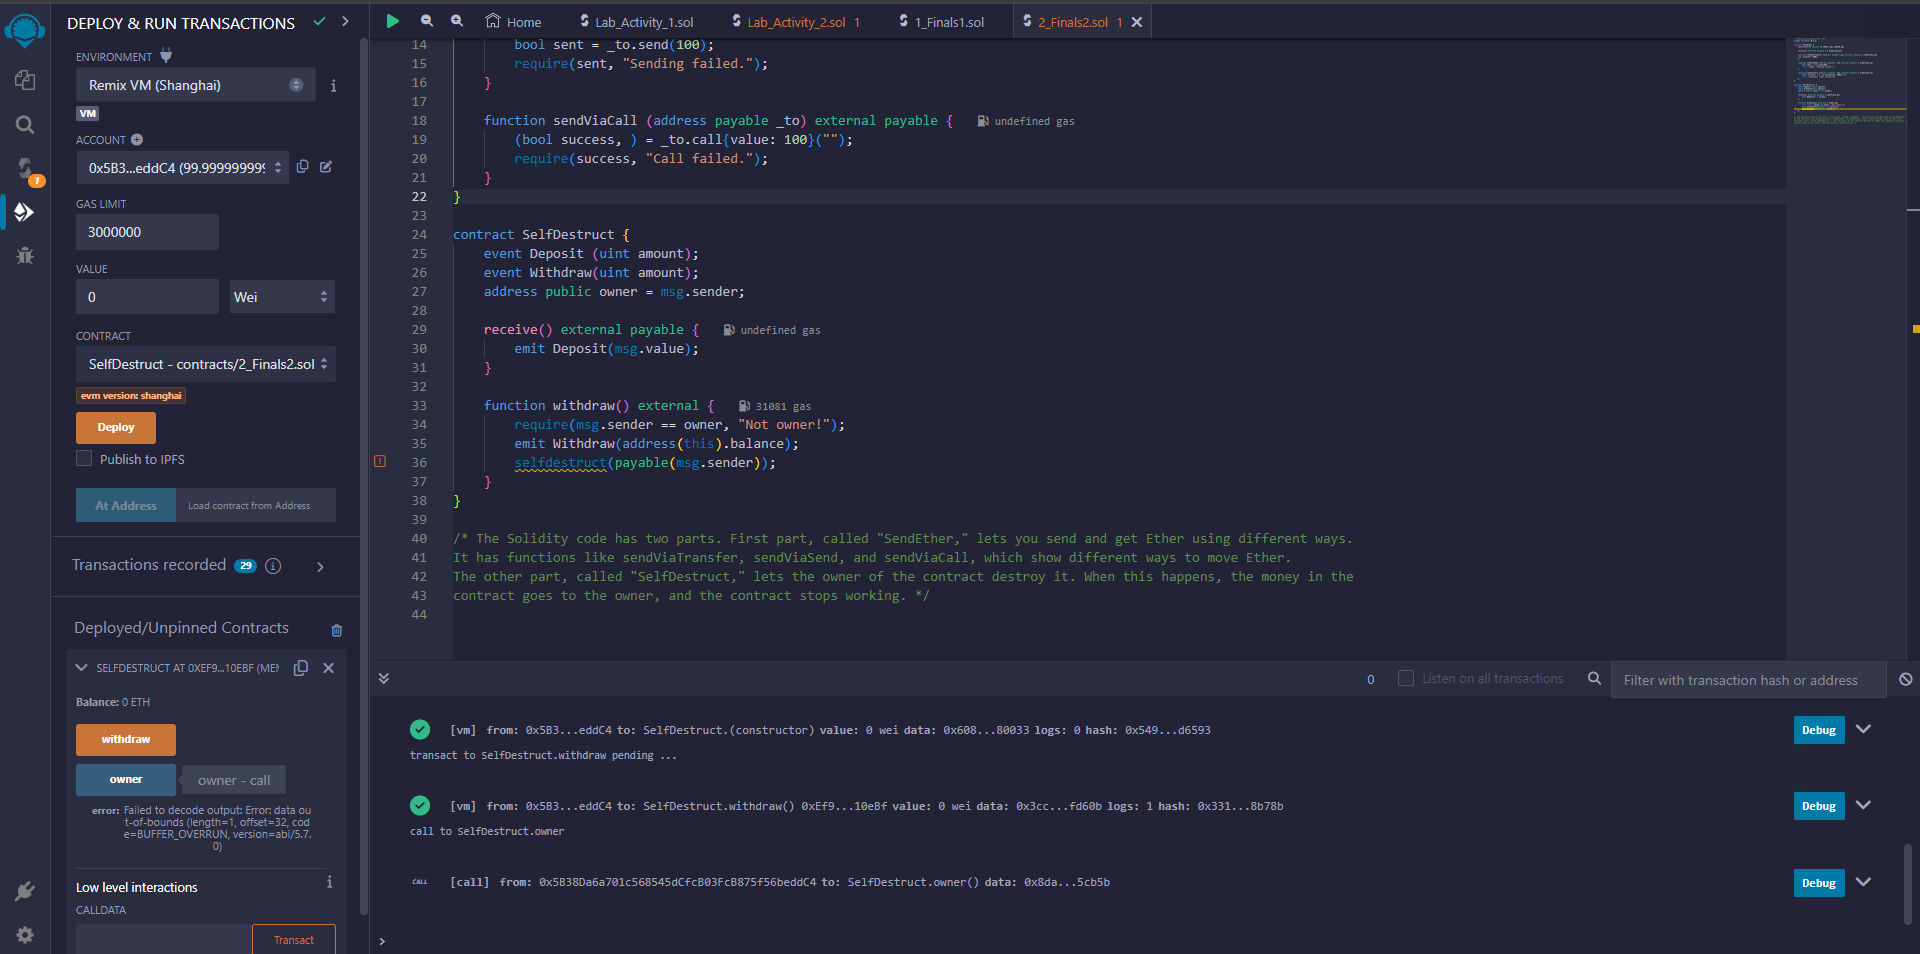 DEPLOY & RUN TRANSACTIONS
ENVIRONMENT
Remix VM (Shanghai)
VM
ACCOUNT
0x5B3...eddC4 (99.999999999
GAS LIMIT
3000000
VALUE
0
Wei
CONTRACT
SelfDestruct - contracts/2_Finals2.sol
evm version: shanghai
Deploy
Publish to IPFS
At Address
Load contract from Address
Transactions recorded 29
Deployed/Unpinned Contracts
SELFDESTRUCT AT 0XEF9...10EBF (MEM
Balance: 0 ETH
withdraw
owner
owner - call
error: Failed to decode output: Error: data ou
t-of-bounds (length=1, offset=32, cod
e=BUFFER_OVERRUN, version=abi/5.7.
0)
Low level interactions
CALLDATA
Transact
1
Home
Lab_Activity_1.sol
Lab_Activity_2.sol 1
1_Finals1.sol
2_Finals2.sol 1
14 bool sent = _to.send(100);
15 require(sent, "Sending failed.");
16 }
17
18 function sendViaCall (address payable _to) external payable { undefined gas
19 (bool success, ) = _to.call{value: 100}("");
20 require(success, "Call failed.");
21 }
22 }
23
24 contract SelfDestruct {
25 event Deposit (uint amount);
26 event Withdraw(uint amount);
27 address public owner = msg.sender;
28
29 receive() external payable { undefined gas
30 emit Deposit(msg.value);
31 }
32
33 function withdraw() external { 31081 gas
34 require(msg.sender == owner, "Not owner!");
35 emit Withdraw(address(this).balance);
36 selfdestruct(payable(msg.sender));
37 }
38 }
39
40 /* The Solidity code has two parts. First part, called "SendEther," lets you send and get Ether using different ways.
41 It has functions like sendViaTransfer, sendViaSend, and sendViaCall, which show different ways to move Ether.
42 The other part, called "SelfDestruct," lets the owner of the contract destroy it. When this happens, the money in the
43 contract goes to the owner, and the contract stops working. */
44
0
Listen on all transactions
Filter with transaction hash or address
[vm] from: 0x5B3...eddC4 to: SelfDestruct.(constructor) value: 0 wei data: 0x608...80033 logs: 0 hash: 0x549...d6593
Debug
transact to SelfDestruct.withdraw pending ...
[vm] from: 0x5B3...eddC4 to: SelfDestruct.withdraw() 0xEf9...10eBf value: 0 wei data: 0x3cc...fd60b logs: 1 hash: 0x331...8b78b
Debug
call to SelfDestruct.owner
CALL [call] from: 0x5B38Da6a701c568545dCfcB03FcB875f56beddC4 to: SelfDestruct.owner() data: 0x8da...5cb5b
Debug
>